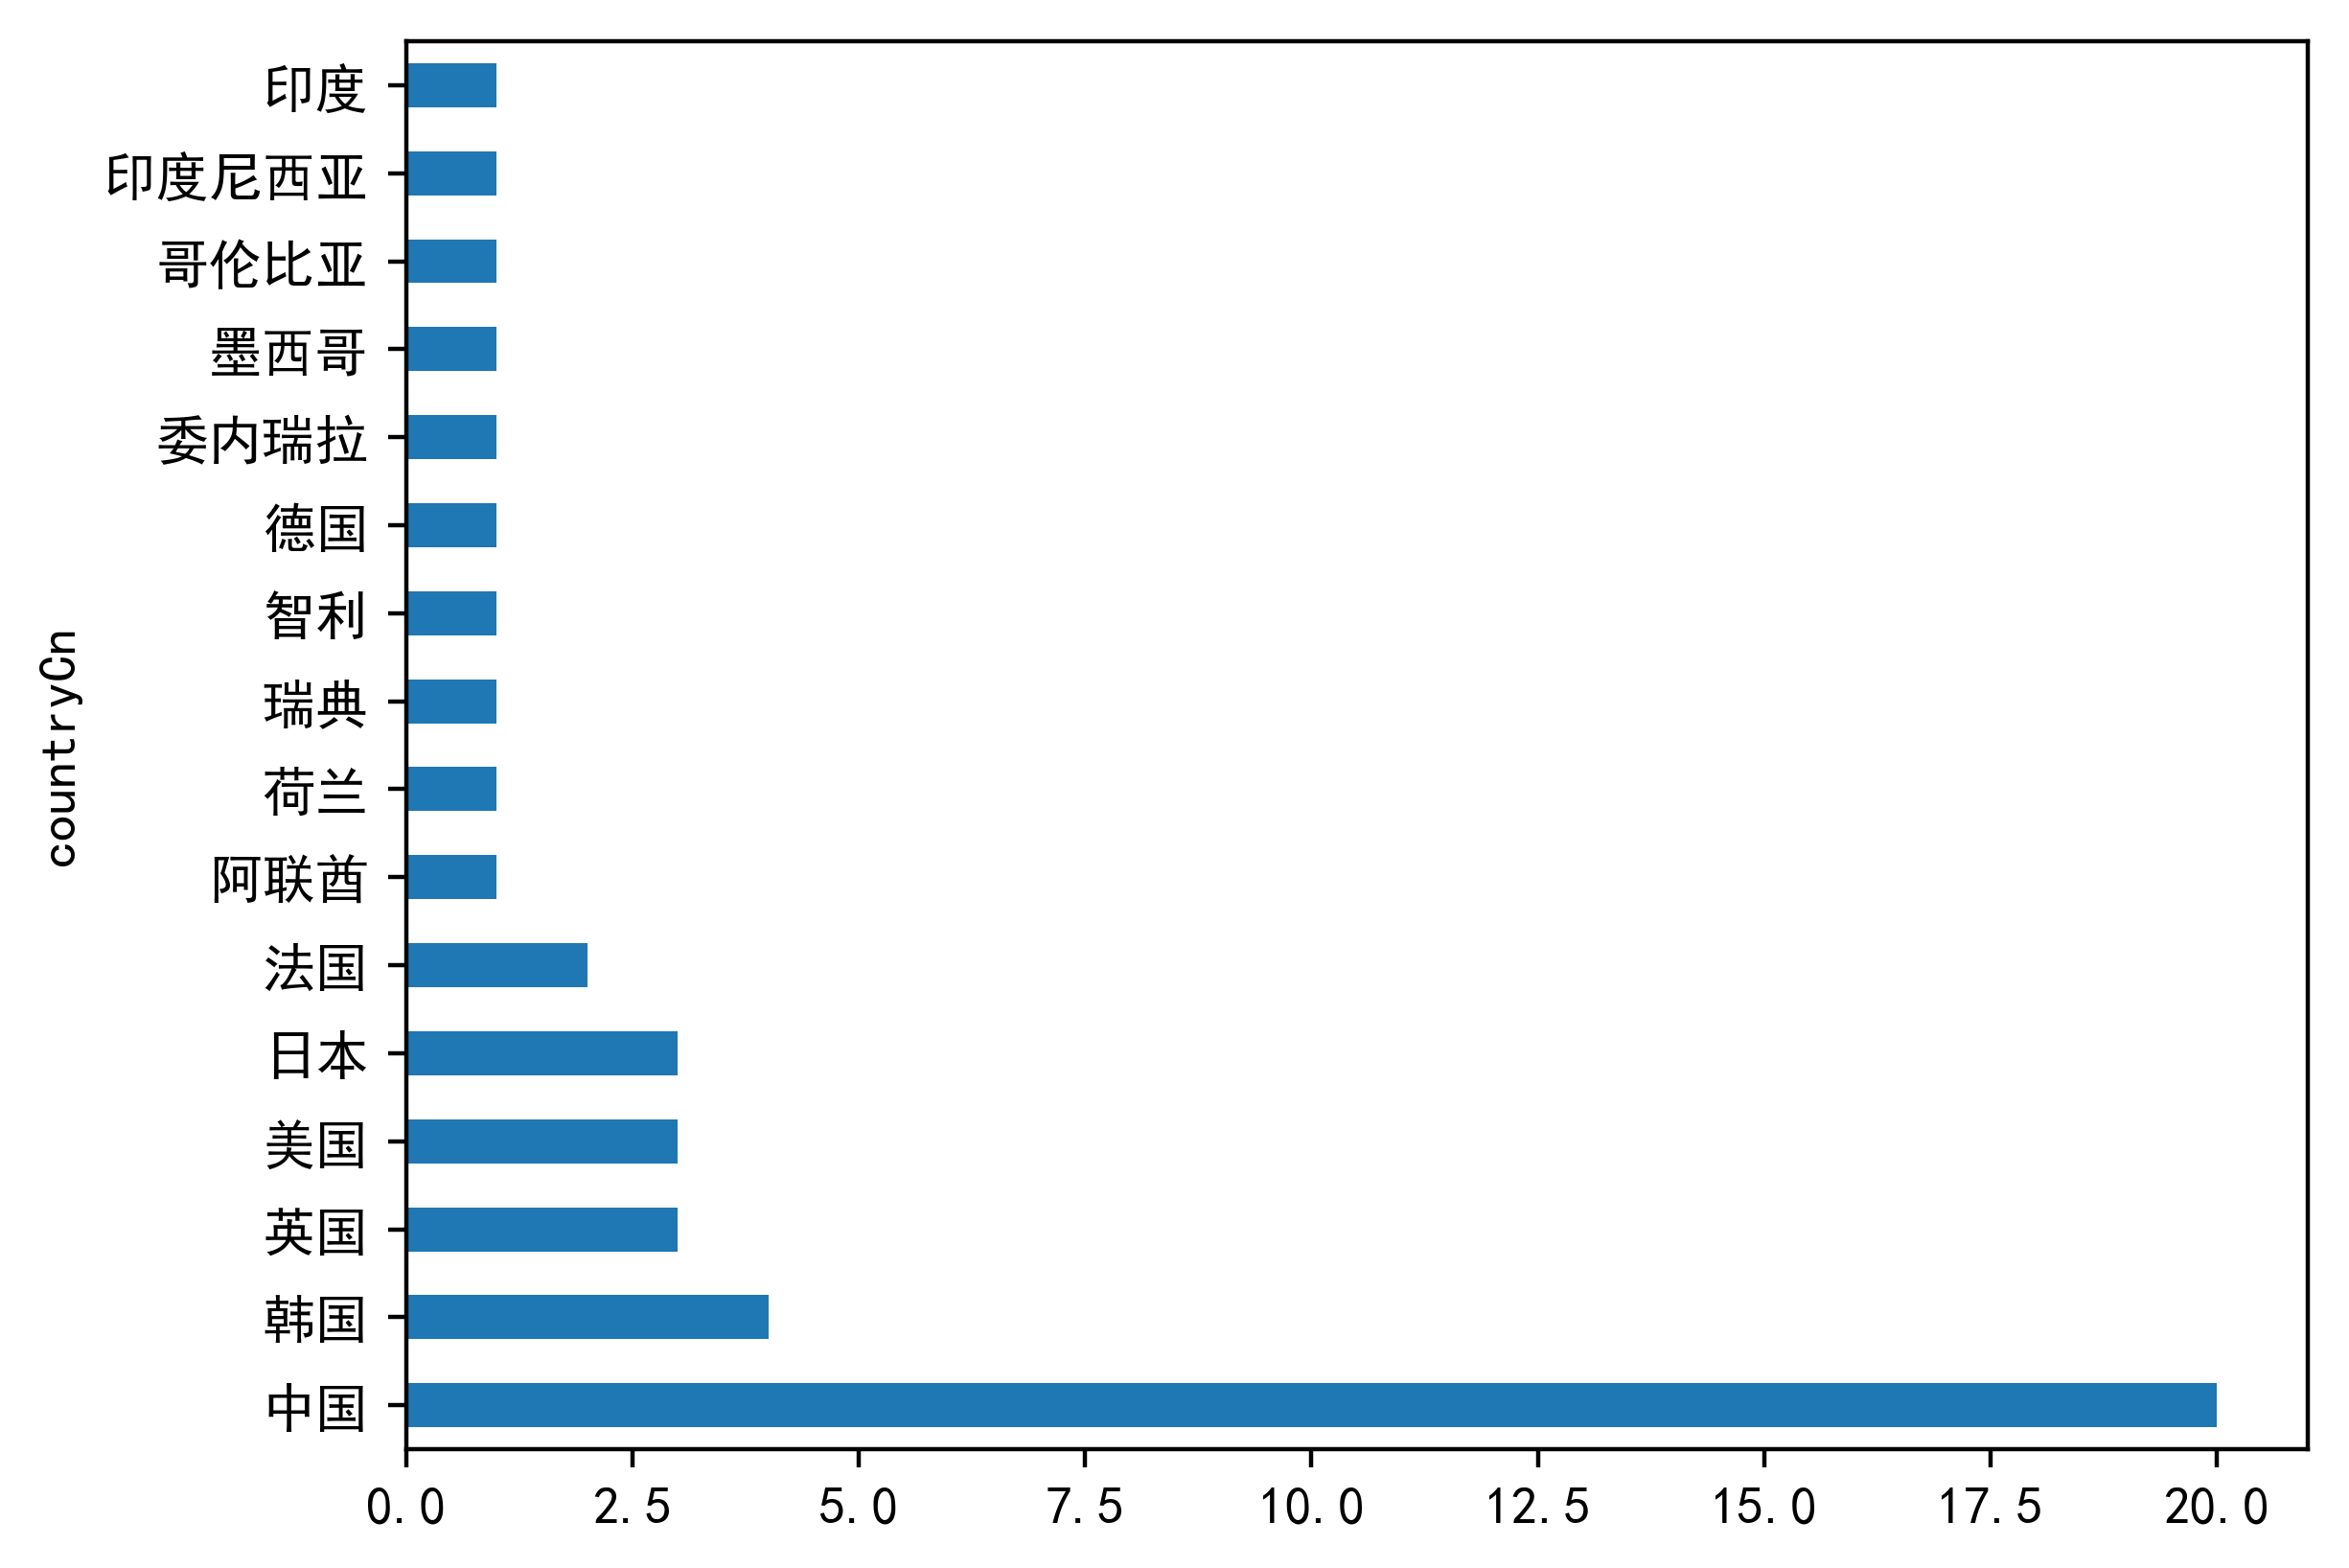 印度
印度尼西亚
哥伦比亚
墨西哥
委内瑞拉
德国
智利
瑞典
荷兰
阿联酋
法国
日本
美国
英国
韩国
中国
countryCn
0.0 2.5 5.0 7.5 10.0 12.5 15.0 17.5 20.0